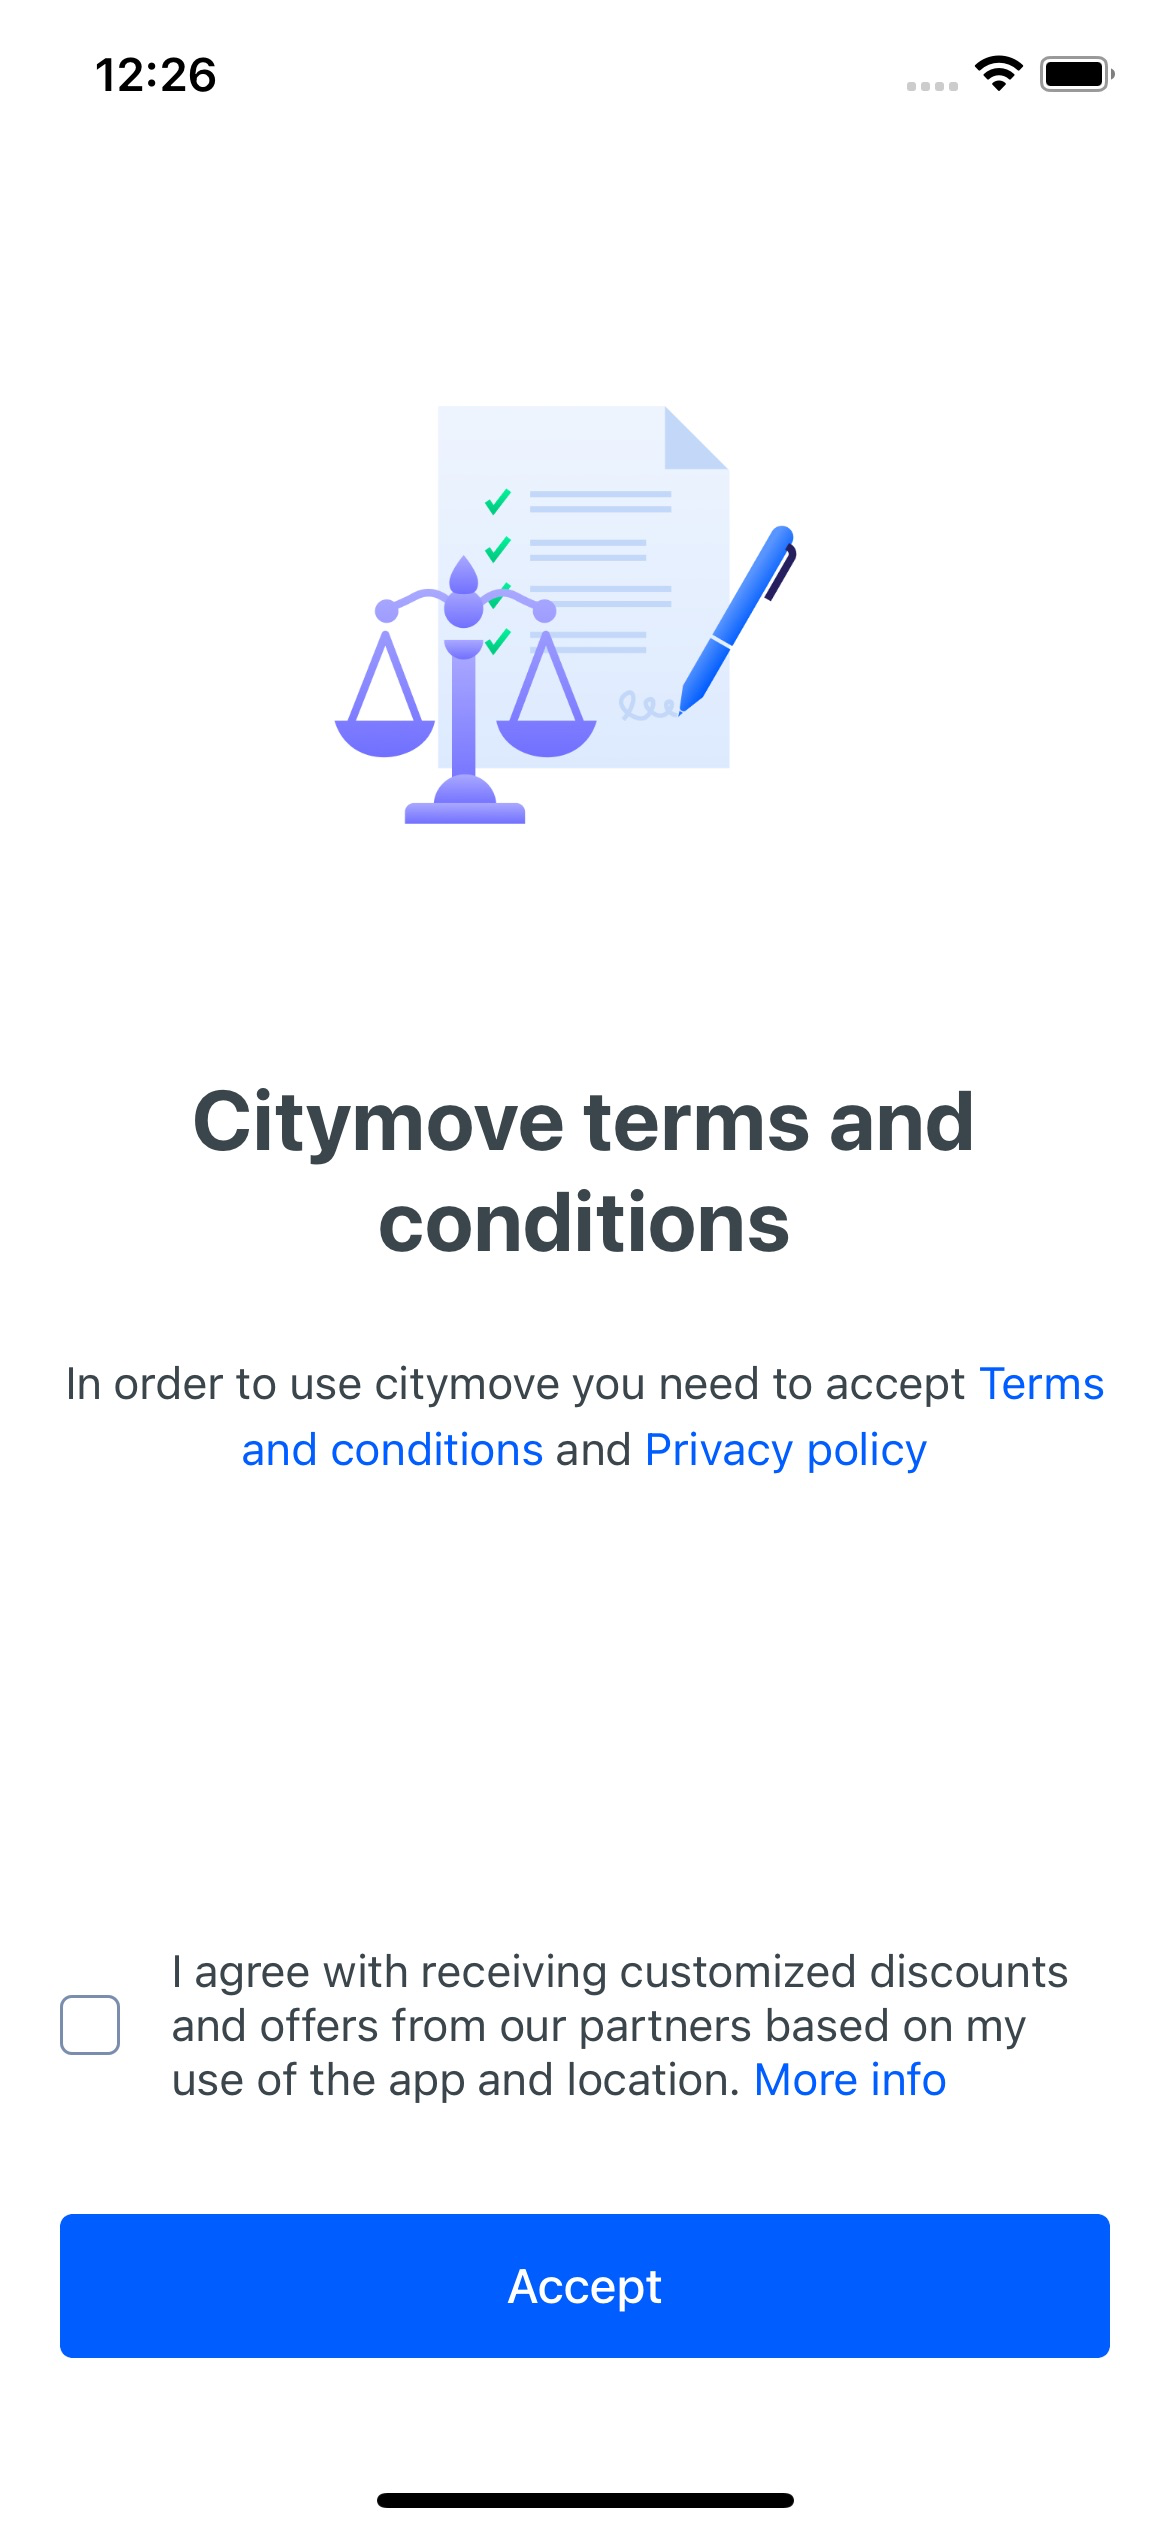 12:26
Citymove terms and
conditions
In order to use citymove you need to accept Terms
and conditions and Privacy policy
I agree with receiving customized discounts
and offers from our partners based on my
use of the app and location. More info
Accept